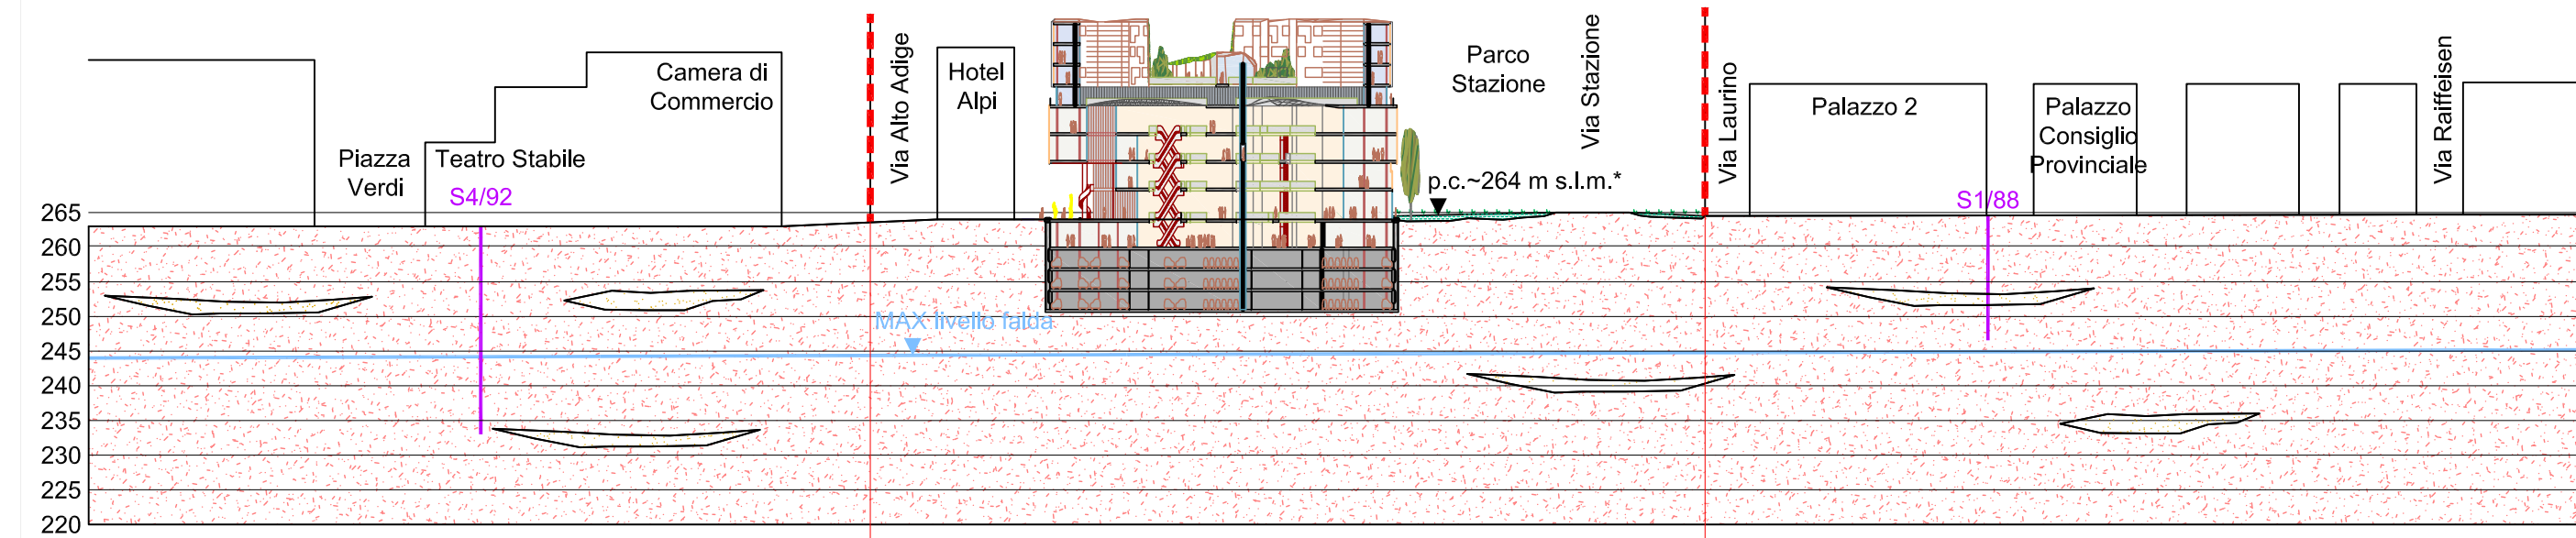 Piazza
Verdi
Teatro Stabile
S4/92
Camera di
Commercio
Via Alto Adige
Hotel
Alpi
Parco
Stazione
Via Stazione
p.c.~264 m s.l.m.*
Via Laurino
Palazzo 2
S1/88
Palazzo
Consiglio
Provinciale
Via Raiffeisen
MAX livello falda
265
260
255
250
245
240
235
230
225
220